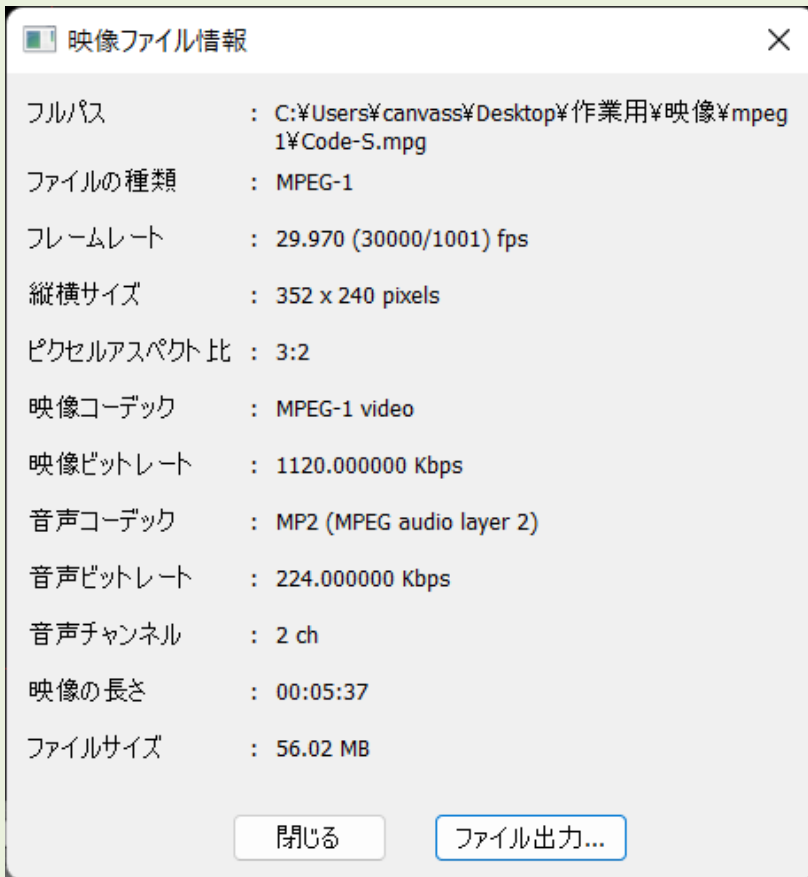 映像ファイル情報
フルパス : C:¥Users¥canvass¥Desktop¥作業用¥映像¥mpeg
1¥Code-S.mpg
ファイルの種類 : MPEG-1
フレームレート : 29.970 (30000/1001) fps
縦横サイズ : 352 x 240 pixels
ピクセルアスペクト比 : 3:2
映像コーデック : MPEG-1 video
映像ビットレート : 1120.000000 Kbps
音声コーデック : MP2 (MPEG audio layer 2)
音声ビットレート : 224.000000 Kbps
音声チャンネル : 2 ch
映像の長さ : 00:05:37
ファイルサイズ : 56.02 MB
閉じる ファイル出力...